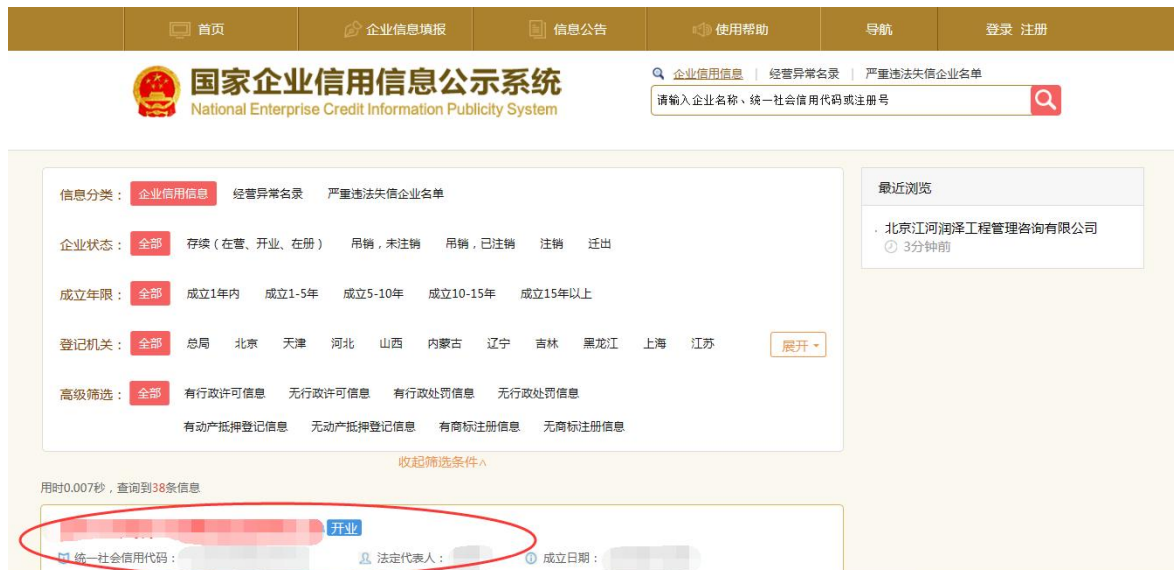 首页 企业信息填报 信息公告 使用帮助 导航 登录 注册
国家企业信用信息公示系统
National Enterprise Credit Information Publicity System
企业信用信息 | 经营异常名录 | 严重违法失信企业名单
请输入企业名称、统一社会信用代码或注册号
信息分类： 企业信用信息 经营异常名录 严重违法失信企业名单
企业状态： 全部 存续（在营、开业、在册） 吊销，未注销 吊销，已注销 注销 迁出
成立年限： 全部 成立1年内 成立1-5年 成立5-10年 成立10-15年 成立15年以上
登记机关： 全部 总局 北京 天津 河北 山西 内蒙古 辽宁 吉林 黑龙江 上海 江苏 展开
高级筛选： 全部 有行政许可信息 无行政许可信息 有行政处罚信息 无行政处罚信息
有动产抵押登记信息 无动产抵押登记信息 有商标注册信息 无商标注册信息
收起筛选条件
最近浏览
北京江河润泽工程管理咨询有限公司
3分钟前
用时0.007秒，查询到38条信息
开业
统一社会信用代码： 法定代表人： 成立日期：